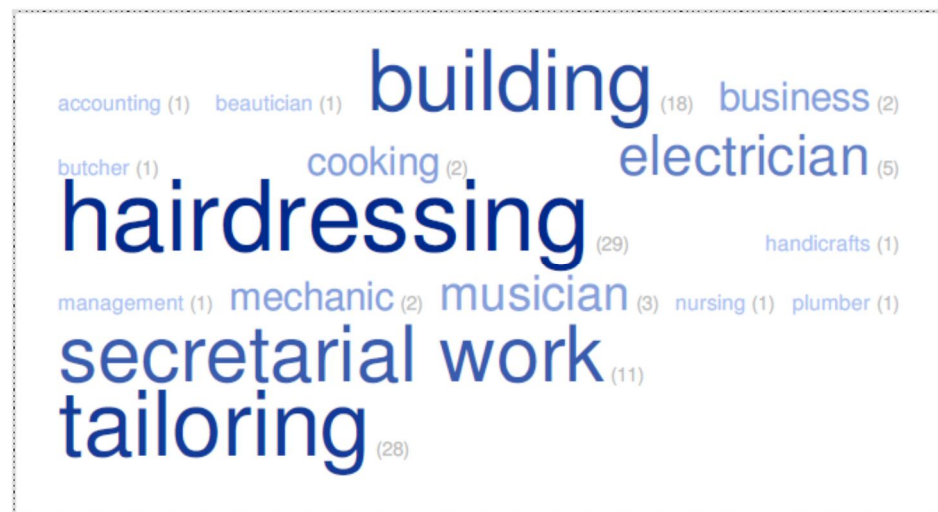 accounting (1) beautician (1) building (18) business (2)
butcher (1) cooking (2) electrician (5)
hairdressing (29) handicrafts (1)
management (1) mechanic (2) musician (3) nursing (1) plumber (1)
secretarial work (11)
tailoring (28)